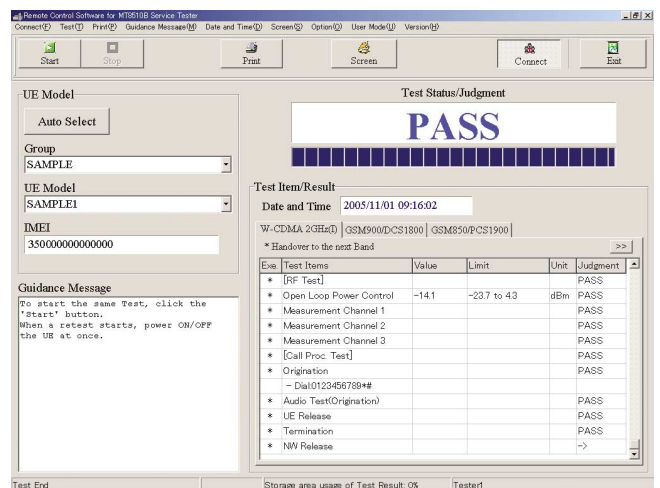 Remote Control Software for MT8510B Service Tester
Connect(F) Test(T) Print(P) Guidance Message(M) Date and Time(D) Screen(S) Option(O) User Mode(U) Version(H)
Start Stop Print Screen Connect Exit
UE Model
Auto Select
Group
SAMPLE
UE Model
SAMPLE1
IMEI
350000000000000
Guidance Message
To start the same Test, click the
"Start" button.
When a retest starts, power ON/OFF
the UE at once.
Test Status/Judgment
PASS
Test Item/Result
Date and Time 2005/11/01 09:16:02
W-CDMA 2GHz(I) GSM900/DCS1800 GSM850/PCS1900
* Handover to the next Band >>
Exe. Test Items Value Limit Unit Judgment
* [RF Test] PASS
* Open Loop Power Control -14.1 -23.7 to 4.3 dBm PASS
* Measurement Channel 1 PASS
* Measurement Channel 2 PASS
* Measurement Channel 3 PASS
* [Call Proc. Test] PASS
* Origination PASS
- Dial:0123456789*#
* Audio Test(Origination) PASS
* UE Release PASS
* Termination PASS
* NW Release ->
Test End Storage area usage of Test Result: 0% Tester1